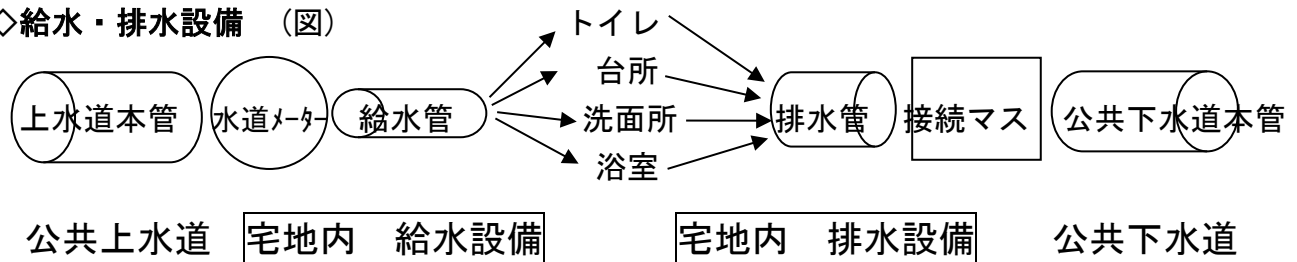 ◇給水・排水設備　（図）
トイレ
台所
上水道本管　水道ﾒｰﾀｰ　給水管　洗面所　排水管　接続マス　公共下水道本管
浴室
公共上水道　宅地内　給水設備　宅地内　排水設備　公共下水道